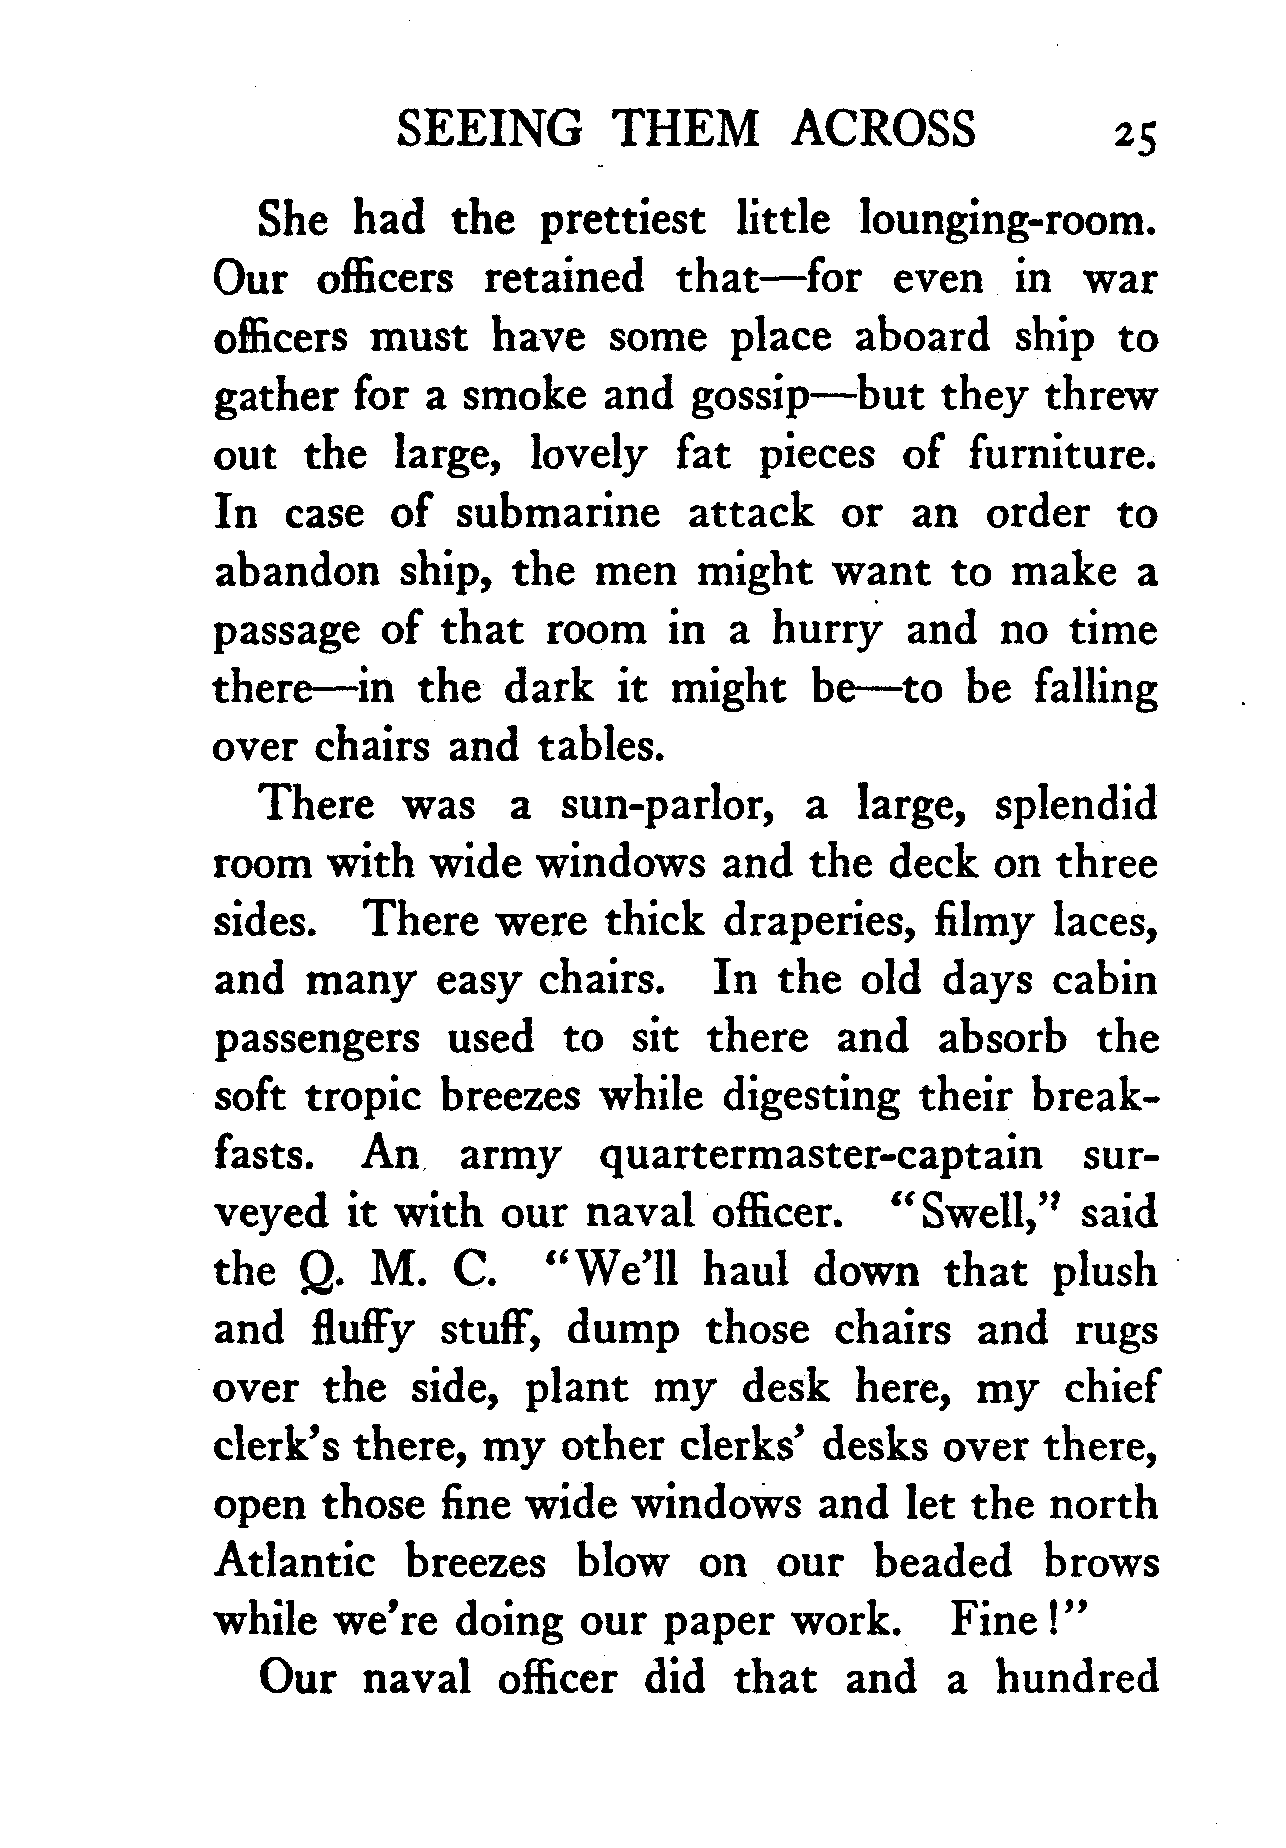 SEEING THEM ACROSS 25
She had the prettiest little lounging-room.
Our officers retained that—for even in war
officers must have some place aboard ship to
gather for a smoke and gossip—but they threw
out the large, lovely fat pieces of furniture.
In case of submarine attack or an order to
abandon ship, the men might want to make a
passage of that room in a hurry and no time
there—in the dark it might be—to be falling
over chairs and tables.
There was a sun-parlor, a large, splendid
room with wide windows and the deck on three
sides. There were thick draperies, filmy laces,
and many easy chairs. In the old days cabin
passengers used to sit there and absorb the
soft tropic breezes while digesting their break-
fasts. An army quartermaster-captain sur-
veyed it with our naval officer. "Swell," said
the Q. M. C. "We'll haul down that plush
and fluffy stuff, dump those chairs and rugs
over the side, plant my desk here, my chief
clerk's there, my other clerks' desks over there,
open those fine wide windows and let the north
Atlantic breezes blow on our beaded brows
while we're doing our paper work. Fine!"
Our naval officer did that and a hundred